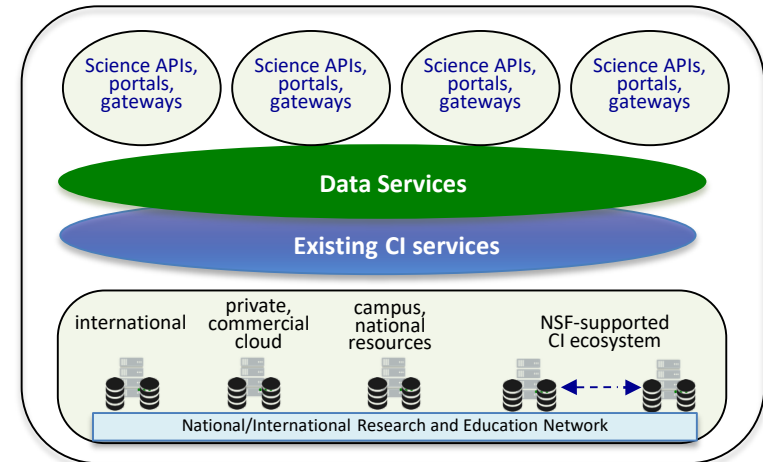 Science APIs,
portals,
gateways
Science APIs,
portals,
gateways
Science APIs,
portals,
gateways
Science APIs,
portals,
gateways
Data Services
Existing CI services
international
private,
commercial
cloud
campus,
national
resources
NSF-supported
CI ecosystem
National/International Research and Education Network